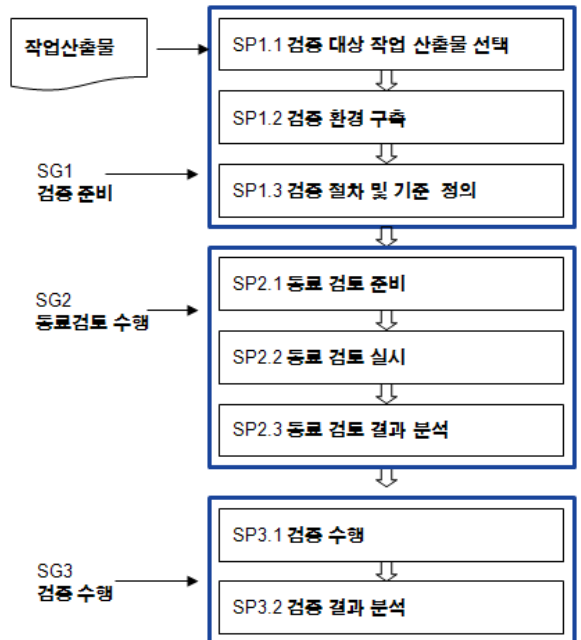 작업산출물
SP1.1 검증 대상 작업 산출물 선택
SP1.2 검증 환경 구축
SG1
검증 준비
SP1.3 검증 절차 및 기준 정의
SP2.1 동료 검토 준비
SG2
동료검토 수행
SP2.2 동료 검토 실시
SP2.3 동료 검토 결과 분석
SP3.1 검증 수행
SG3
검증 수행
SP3.2 검증 결과 분석